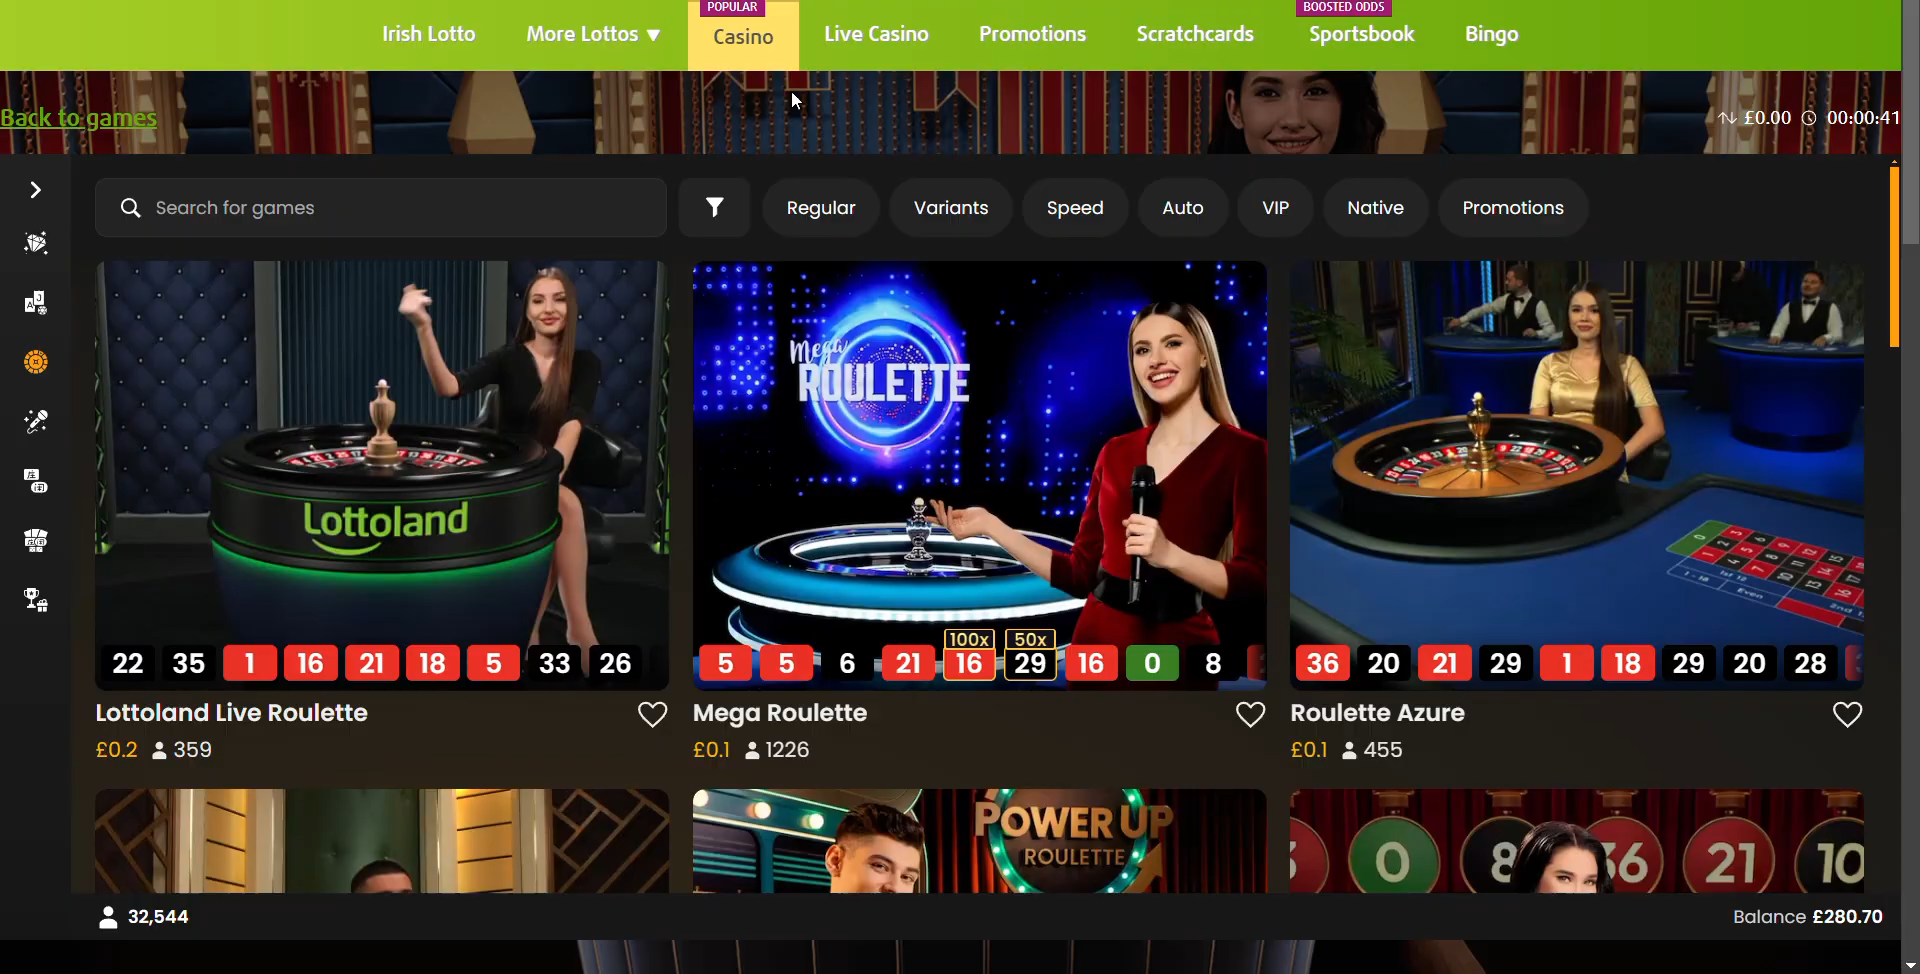 POPULAR
BOOSTED ODDS
Irish Lotto More Lottos ▼ Casino Live Casino Promotions Scratchcards Sportsbook Bingo
Back to games
£0.00 00:00:41
Search for games Regular Variants Speed Auto VIP Native Promotions
Mega
ROULETTE
Lottoland
100x 50x
22 35 1 16 21 18 5 33 26
5 5 6 21 16 29 16 0 8
36 20 21 29 1 18 29 20 28
Lottoland Live Roulette
£0.2 359
Mega Roulette
£0.1 1226
Roulette Azure
£0.1 455
POWER UP
ROULETTE
0 8 36 21 10
32,544
Balance £280.70